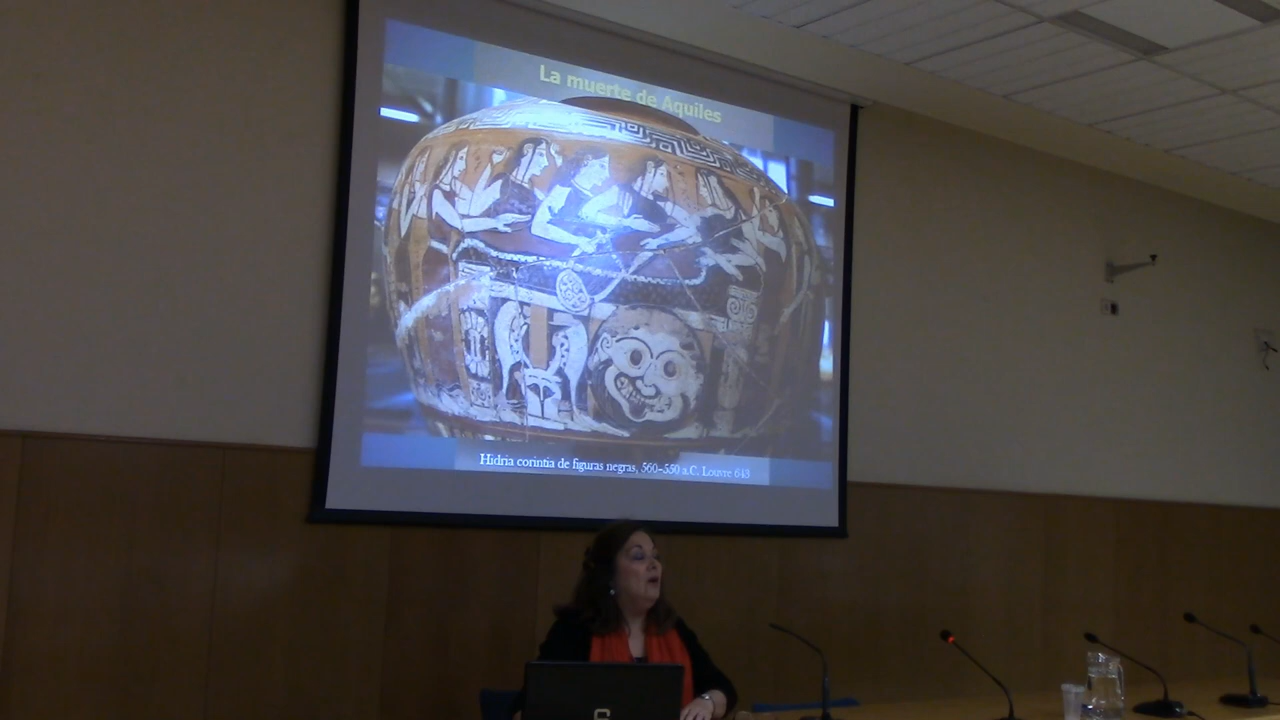 La muerte de Aquiles
Hidria corintia de figuras negras, 560-550 a.C. Louvre 643